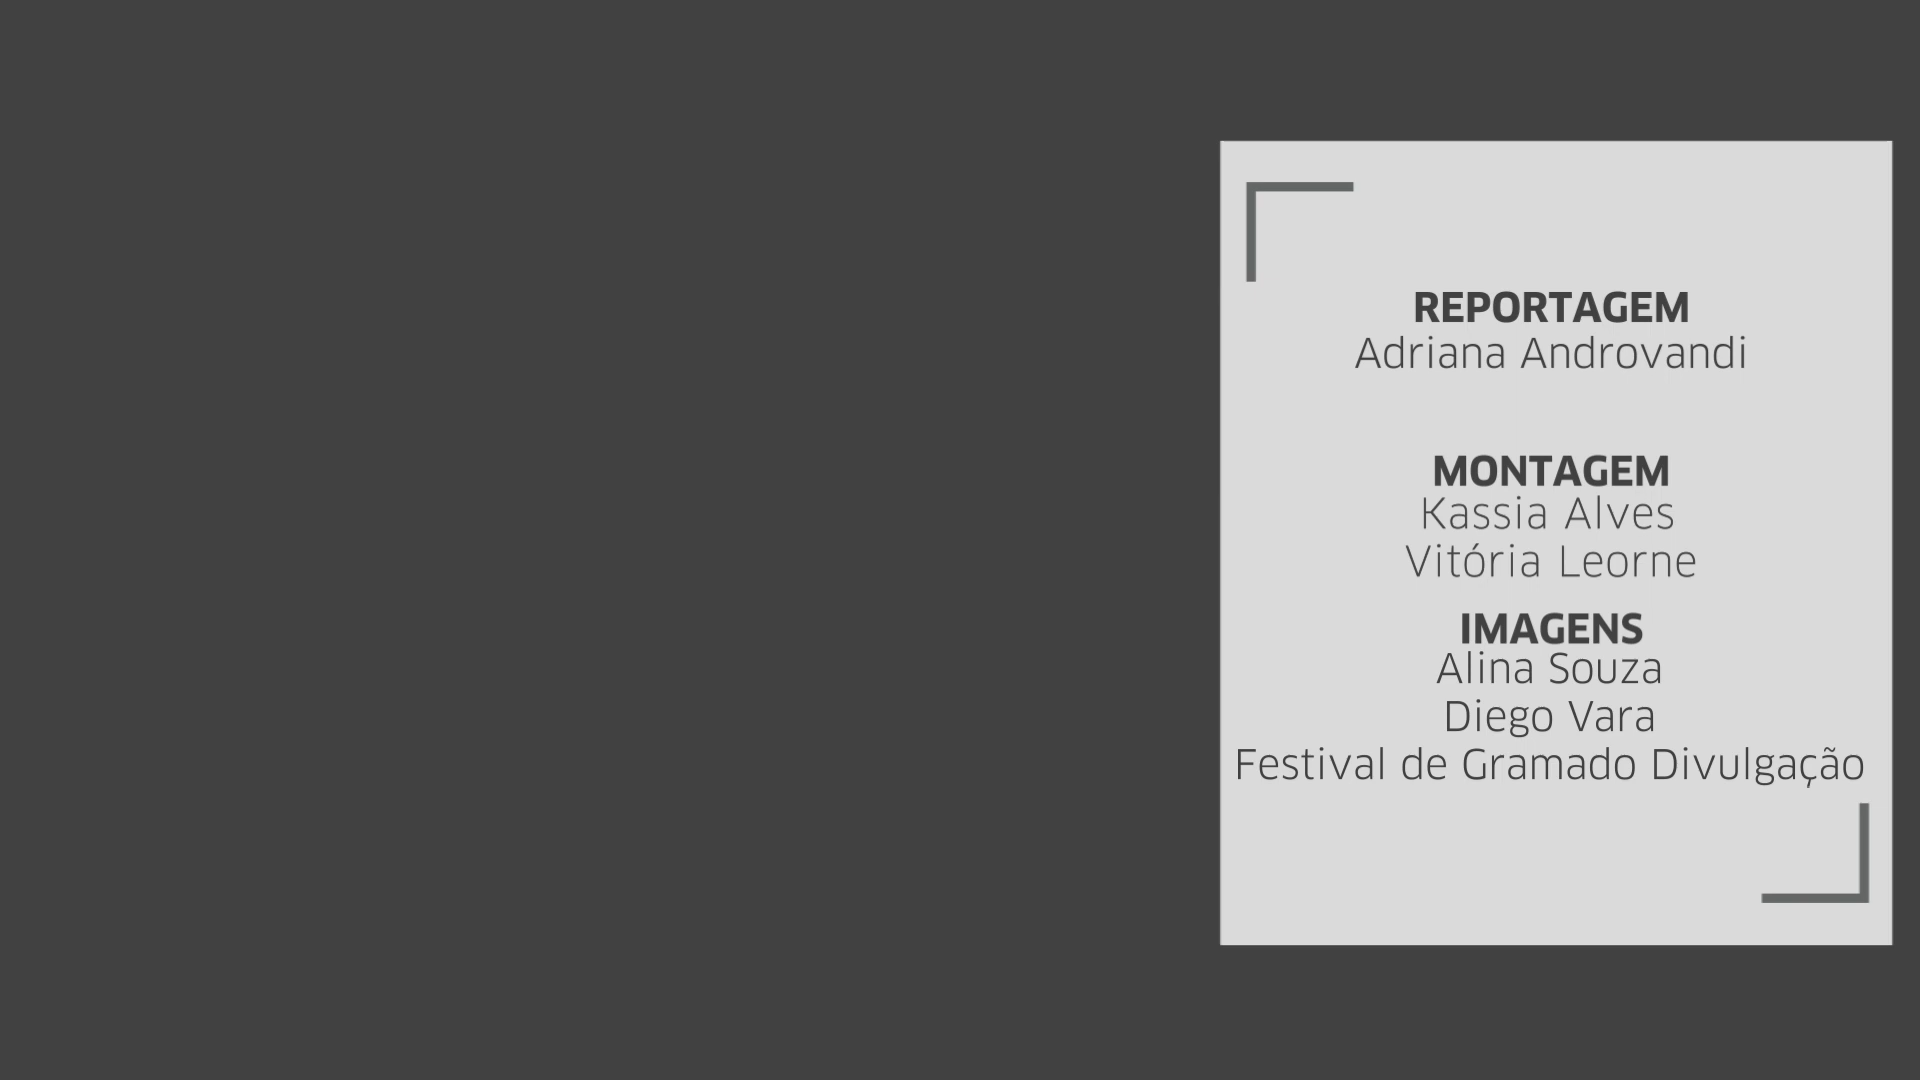 REPORTAGEM
Adriana Androvandi
MONTAGEM
Kassia Alves
Vitória Leorne
IMAGENS
Alina Souza
Diego Vara
Festival de Gramado Divulgação